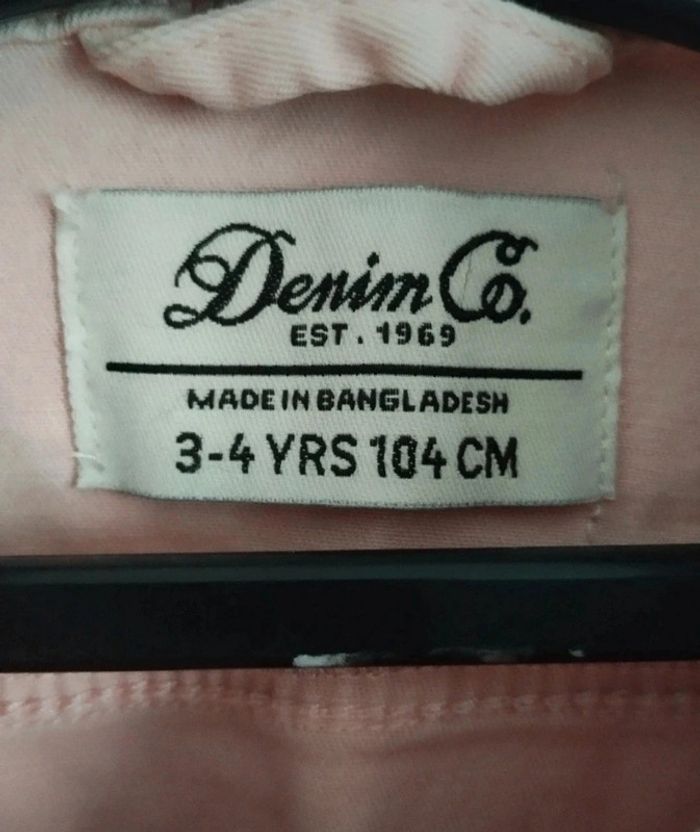 Denim Co.
EST. 1969
MADE IN BANGLADESH
3-4 YRS 104 CM